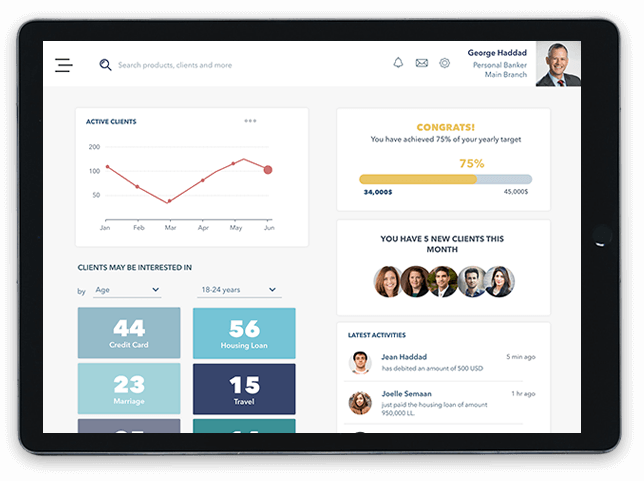 Search products, clients and more
George Haddad
Personal Banker
Main Branch
ACTIVE CLIENTS
200
100
50
Jan Feb Mar Apr May Jun
CONGRATS!
You have achieved 75% of your yearly target
75%
34,000$ 45,000$
YOU HAVE 5 NEW CLIENTS THIS
MONTH
CLIENTS MAY BE INTERESTED IN
by Age 18-24 years
44
Credit Card
56
Housing Loan
23
Marriage
15
Travel
LATEST ACTIVITIES
Jean Haddad 5 min ago
has debited an amount of 500 USD
Joelle Semaan 1 hr ago
just paid the housing loan of amount
950,000 LL.